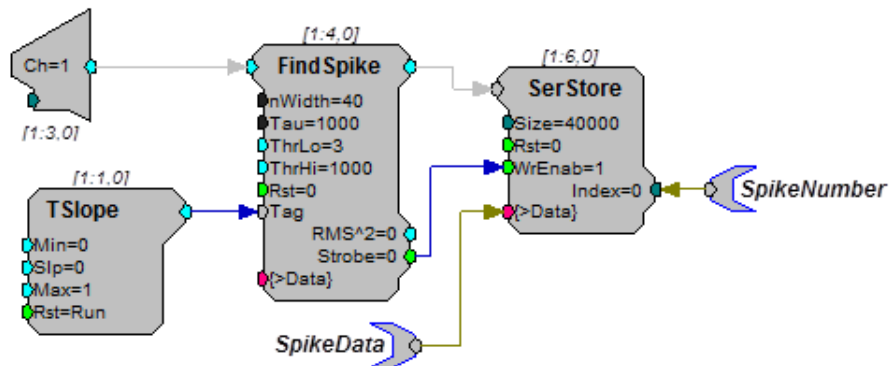 Ch=1
[1:3,0]
[1:1,0]
TSlope
Min=0
Slp=0
Max=1
Rst=Run
[1:4,0]
FindSpike
nWidth=40
Tau=1000
ThrLo=3
ThrHi=1000
Rst=0
Tag
RMS^2=0
Strobe=0
{>Data}
[1:6,0]
SerStore
Size=40000
Rst=0
WrEnab=1
Index=0
{>Data}
SpikeNumber
SpikeData